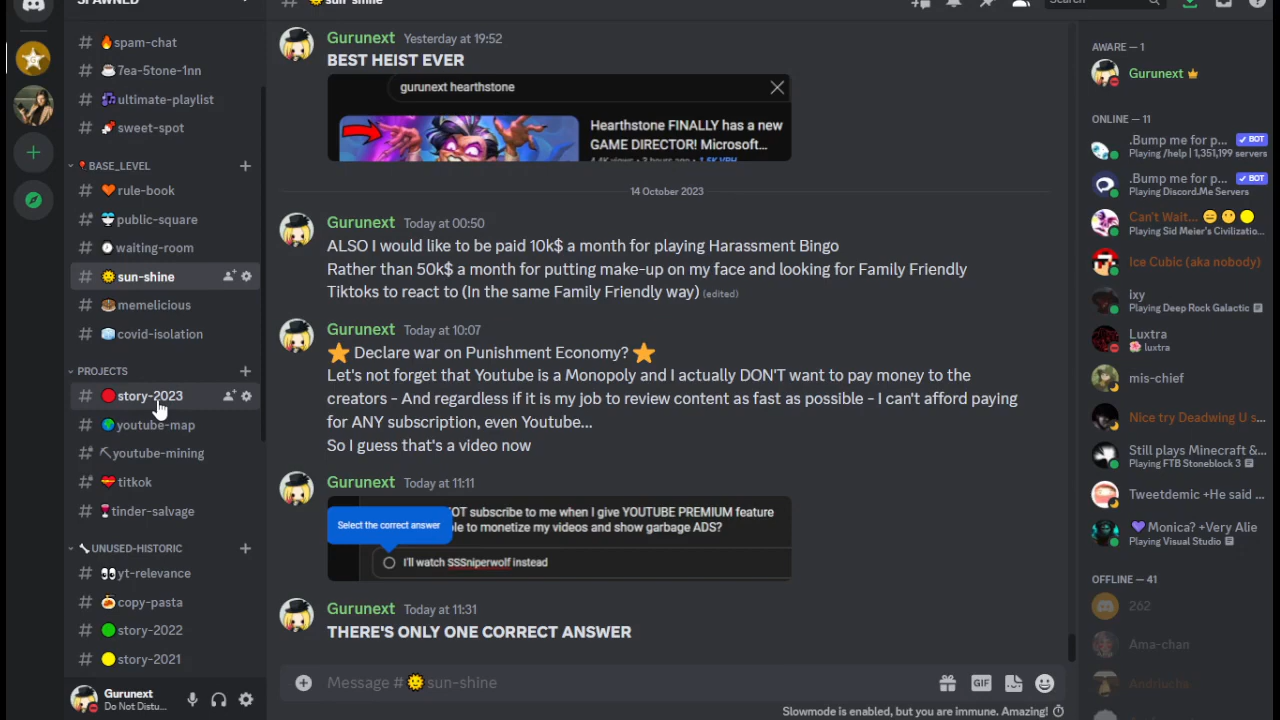 SPAWNED
spam-chat
7ea-5tone-1nn
ultimate-playlist
sweet-spot
BASE_LEVEL
rule-book
public-square
waiting-room
sun-shine
memelicious
covid-isolation
PROJECTS
story-2023
youtube-map
youtube-mining
titkok
tinder-salvage
UNUSED-HISTORIC
yt-relevance
copy-pasta
story-2022
story-2021
Gurunext
Do Not Distu...
sun-shine
Search
Gurunext Yesterday at 19:52
BEST HEIST EVER
gurunext hearthstone
Hearthstone FINALLY has a new
GAME DIRECTOR! Microsoft...
14 October 2023
Gurunext Today at 00:50
ALSO I would like to be paid 10k$ a month for playing Harassment Bingo
Rather than 50k$ a month for putting make-up on my face and looking for Family Friendly
Tiktoks to react to (In the same Family Friendly way) (edited)
Gurunext Today at 10:07
Declare war on Punishment Economy?
Let's not forget that Youtube is a Monopoly and I actually DON'T want to pay money to the
creators - And regardless if it is my job to review content as fast as possible - I can't afford paying
for ANY subscription, even Youtube...
So I guess that's a video now
Gurunext Today at 11:11
OT subscribe to me when I give YOUTUBE PREMIUM feature
ble to monetize my videos and show garbage ADS?
Select the correct answer
I'll watch SSSniperwolf instead
Gurunext Today at 11:31
THERE'S ONLY ONE CORRECT ANSWER
Message # sun-shine
GIF
Slowmode is enabled, but you are immune. Amazing!
AWARE — 1
Gurunext
ONLINE — 11
.Bump me for p... BOT
Playing /help | 1,351,199 servers
.Bump me for p... BOT
Playing Discord.Me Servers
Can't Wait...
Playing Sid Meier's Civilizatio...
Ice Cubic (aka nobody)
ixy
Playing Deep Rock Galactic
Luxtra
luxtra
mis-chief
Nice try Deadwing U s...
Still plays Minecraft &...
Playing FTB Stoneblock 3
Tweetdemic +He said ...
Monica? +Very Alie
Playing Visual Studio
OFFLINE — 41
262
Ama-chan
Andriucha